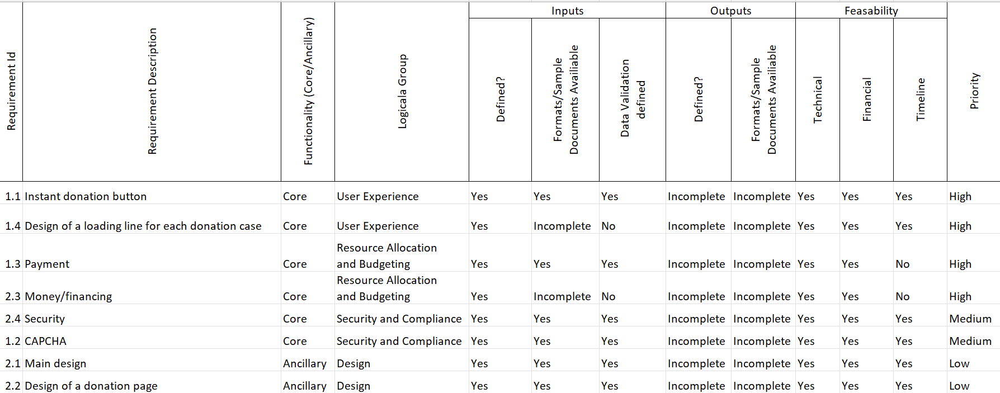 Requirement Id Requirement Description Functionality (Core/Ancillary) Logicala Group Inputs Outputs Feasability Priority
Defined? Formats/Sample Documents Availiable Data Validation defined Defined? Formats/Sample Documents Available Technical Financial Timeline
1.1 Instant donation button Core User Experience Yes Yes Yes Incomplete Incomplete Yes Yes Yes High
1.4 Design of a loading line for each donation case Core User Experience Yes Incomplete No Incomplete Incomplete Yes Yes Yes High
1.3 Payment Core Resource Allocation and Budgeting Yes Yes Yes Incomplete Incomplete Yes Yes No High
2.3 Money/financing Core Resource Allocation and Budgeting Yes Incomplete No Incomplete Incomplete Yes Yes No High
2.4 Security Core Security and Compliance Yes Yes Yes Incomplete Incomplete Yes Yes Yes Medium
1.2 CAPCHA Core Security and Compliance Yes Yes Yes Incomplete Incomplete Yes Yes Yes Medium
2.1 Main design Ancillary Design Yes Yes Yes Incomplete Incomplete Yes Yes Yes Low
2.2 Design of a donation page Ancillary Design Yes Yes Yes Incomplete Incomplete Yes Yes Yes Low